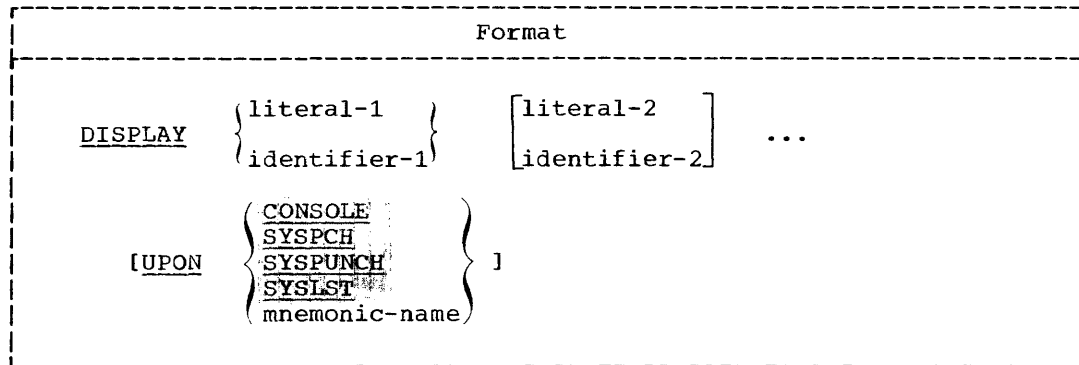 Format
DISPLAY {literal-1 identifier-1} [literal-2 identifier-2] ...
[UPON {CONSOLE
SYSPCH
SYSPUNCH
SYSLST
mnemonic-name} ]